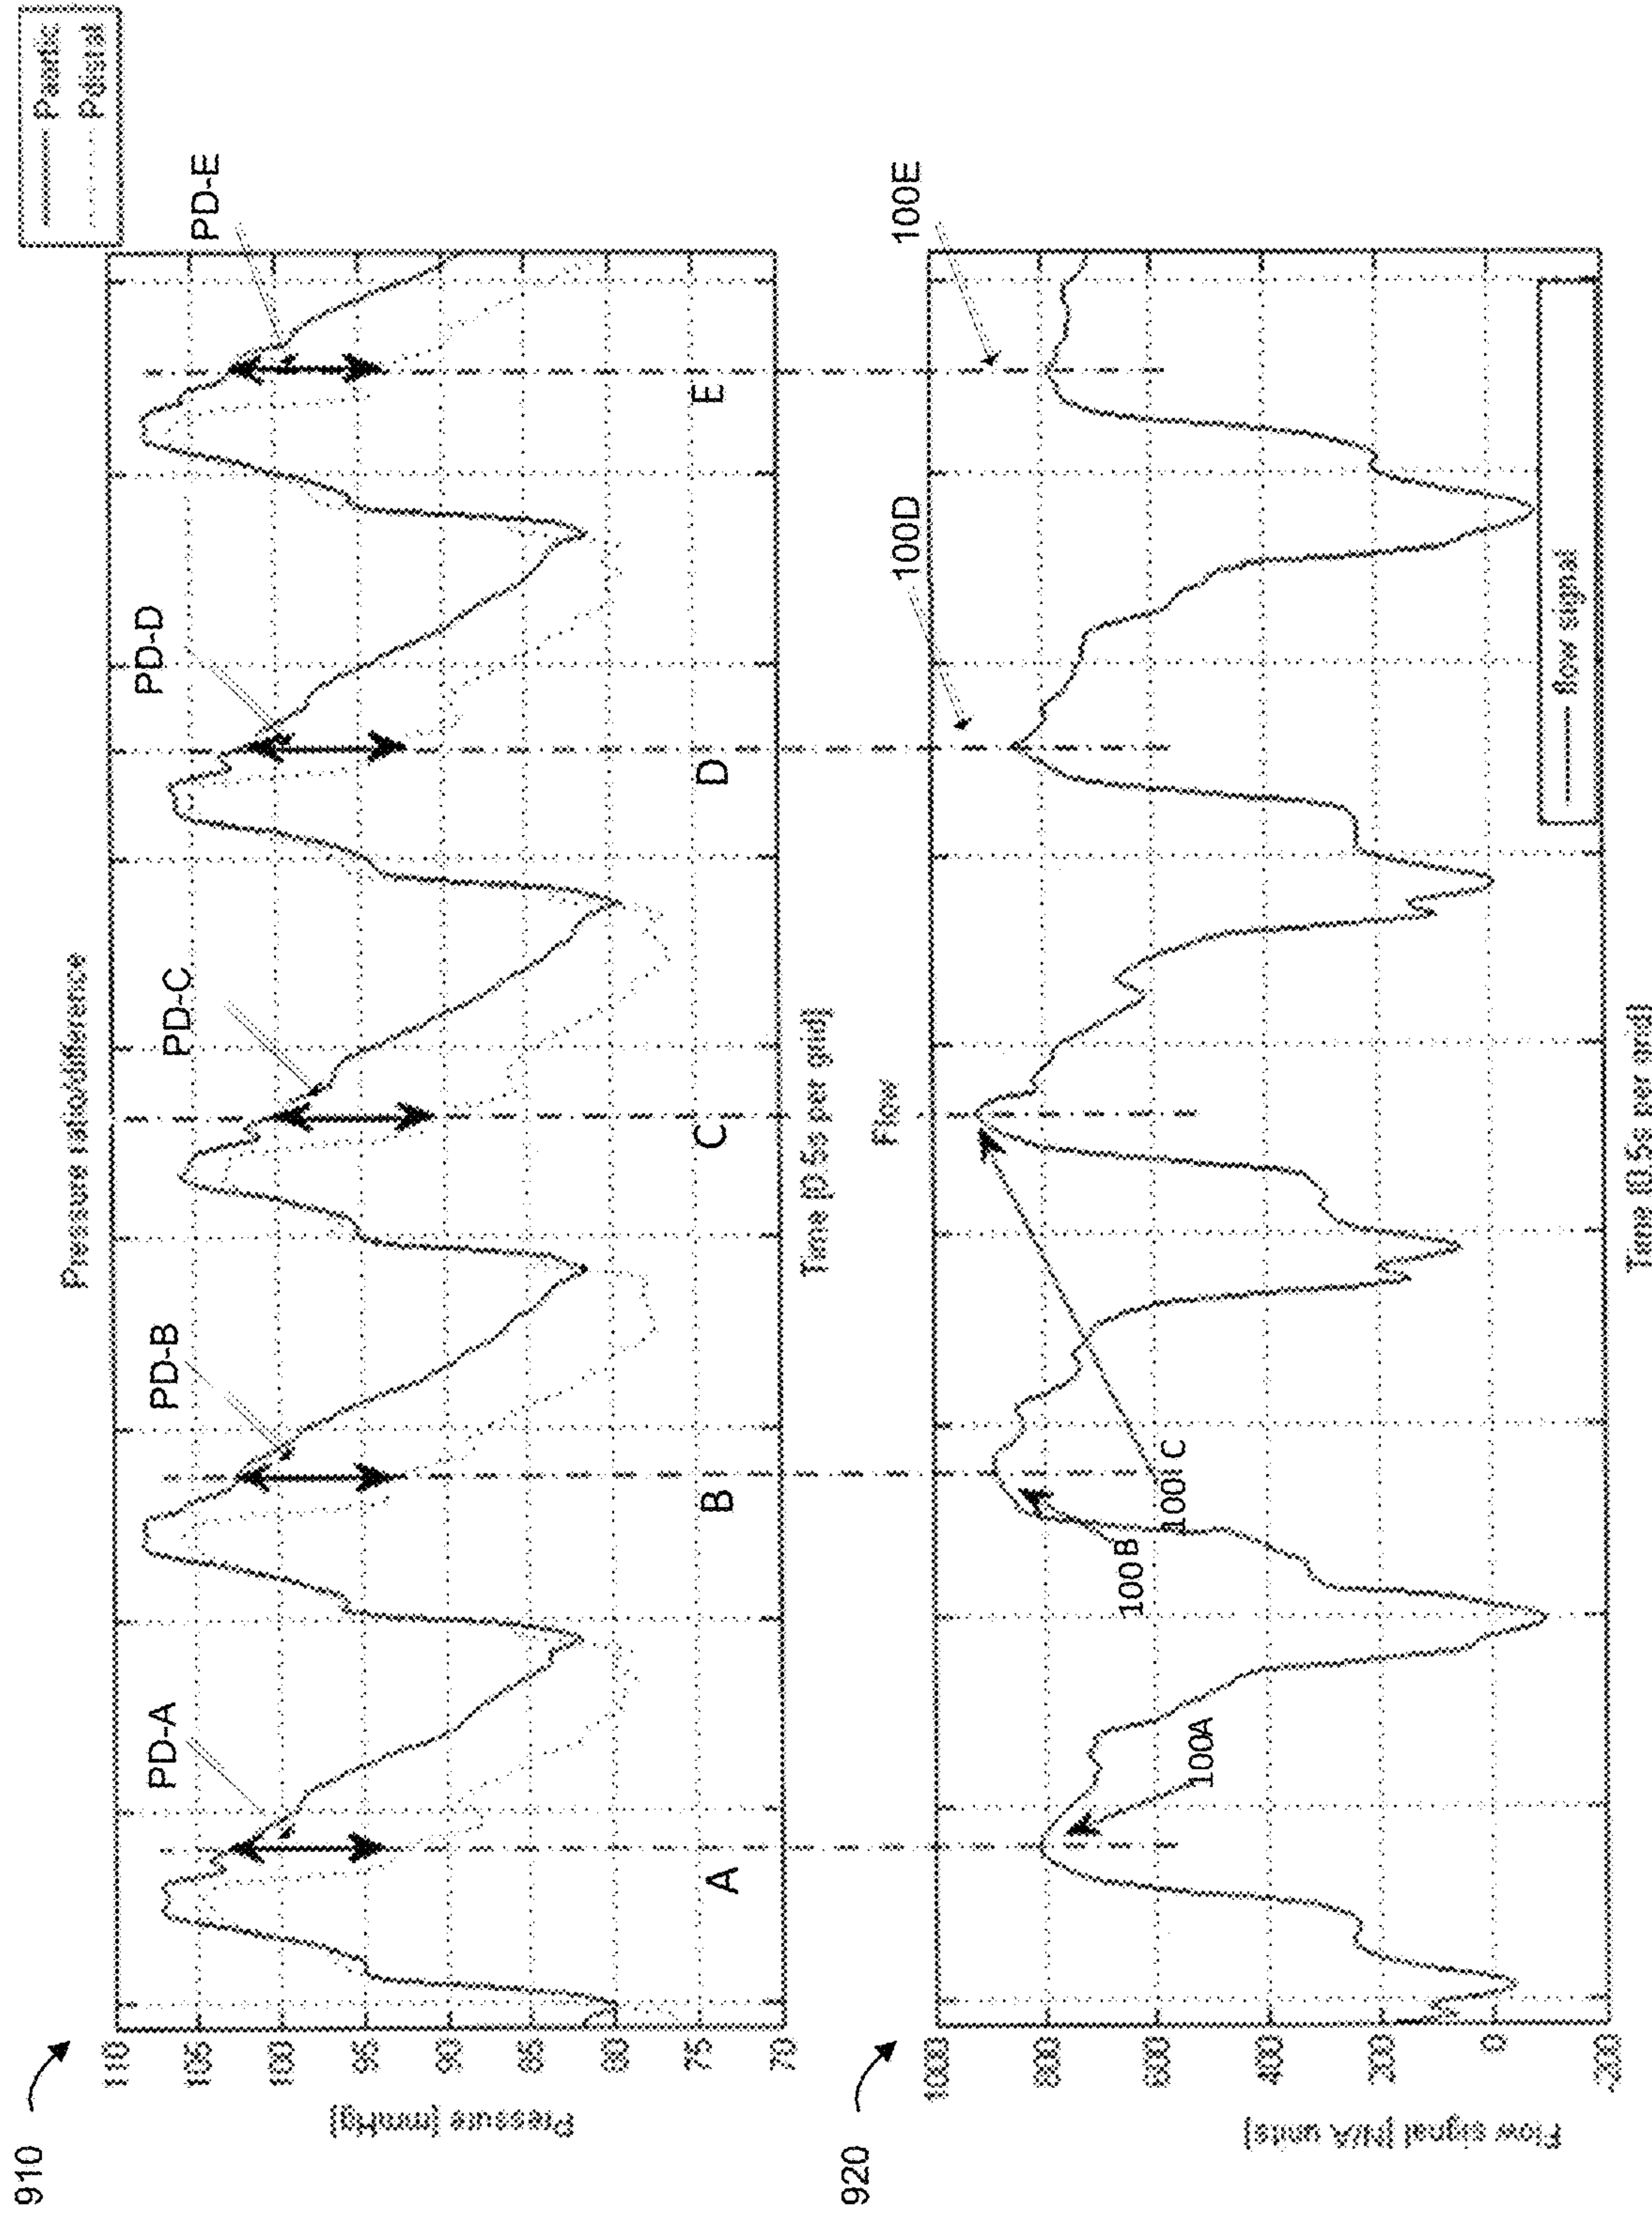 910
Pressure ratio/difference
Paortic
Pdistal
PD-A
PD-B
PD-C
PD-D
PD-E
Pressure [mmHg]
110
105
100
95
90
85
80
75
70
A
B
C
D
E
Time [0.5s per grid]
920
Flow
100A
100B
100C
100D
100E
Flow signal [N/A units]
1000
800
600
400
200
0
-200
flow signal
Time [0.5s per grid]